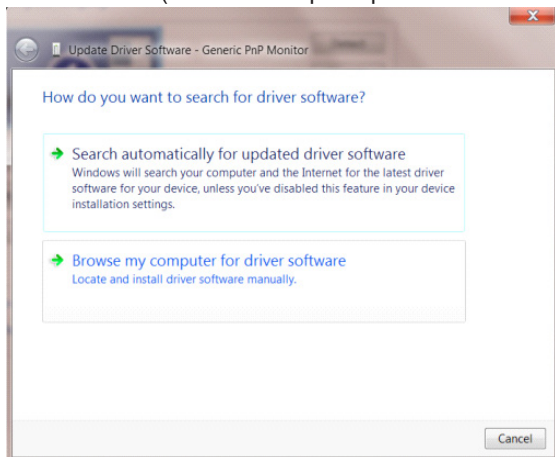 Update Driver Software - Generic PnP Monitor
How do you want to search for driver software?
Search automatically for updated driver software
Windows will search your computer and the Internet for the latest driver
software for your device, unless you've disabled this feature in your device
installation settings.
Browse my computer for driver software
Locate and install driver software manually.
Cancel